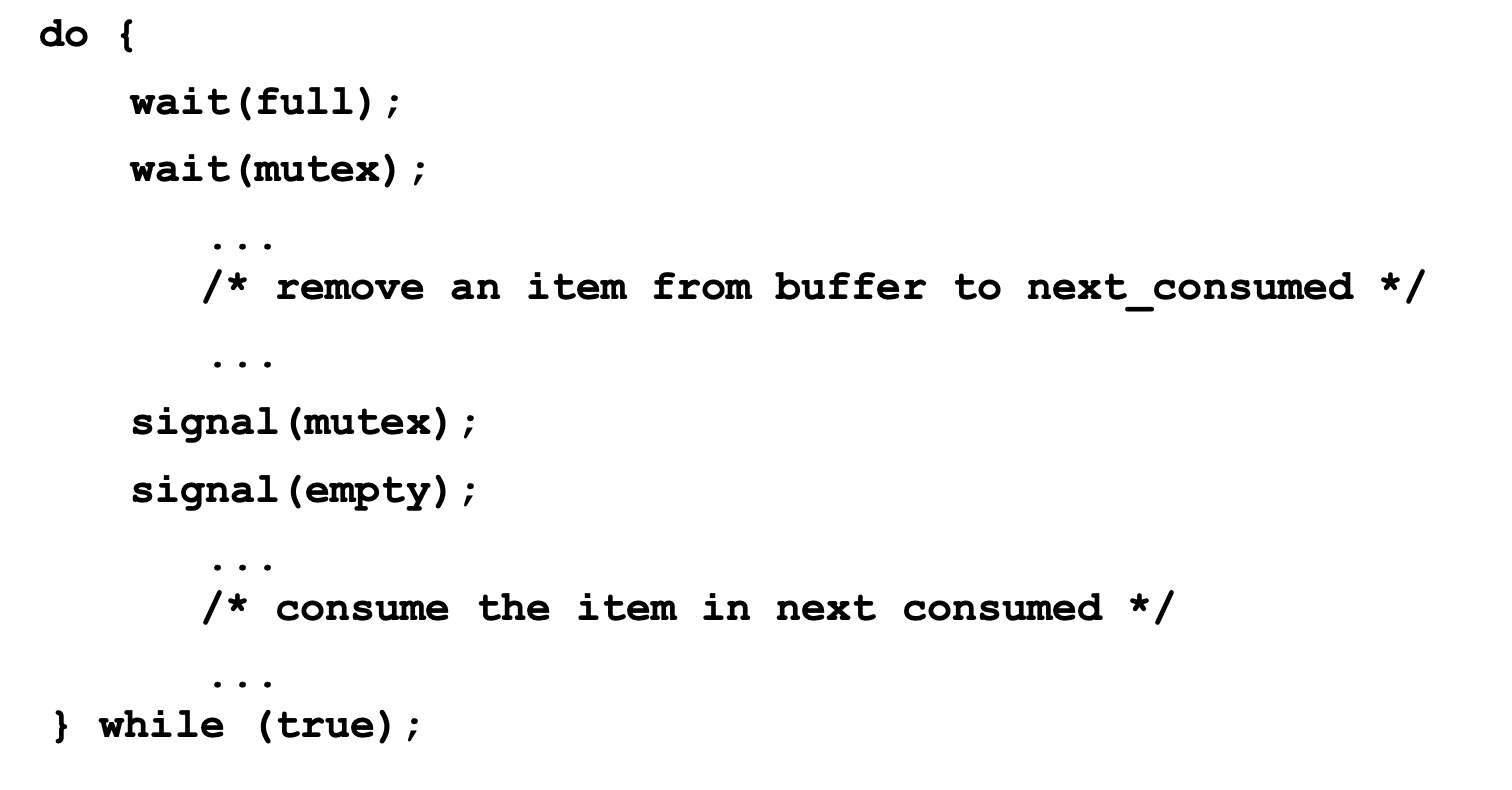 do {
wait(full);
wait(mutex);
...
/* remove an item from buffer to next_consumed */
...
signal(mutex);
signal(empty);
...
/* consume the item in next consumed */
...
} while (true);